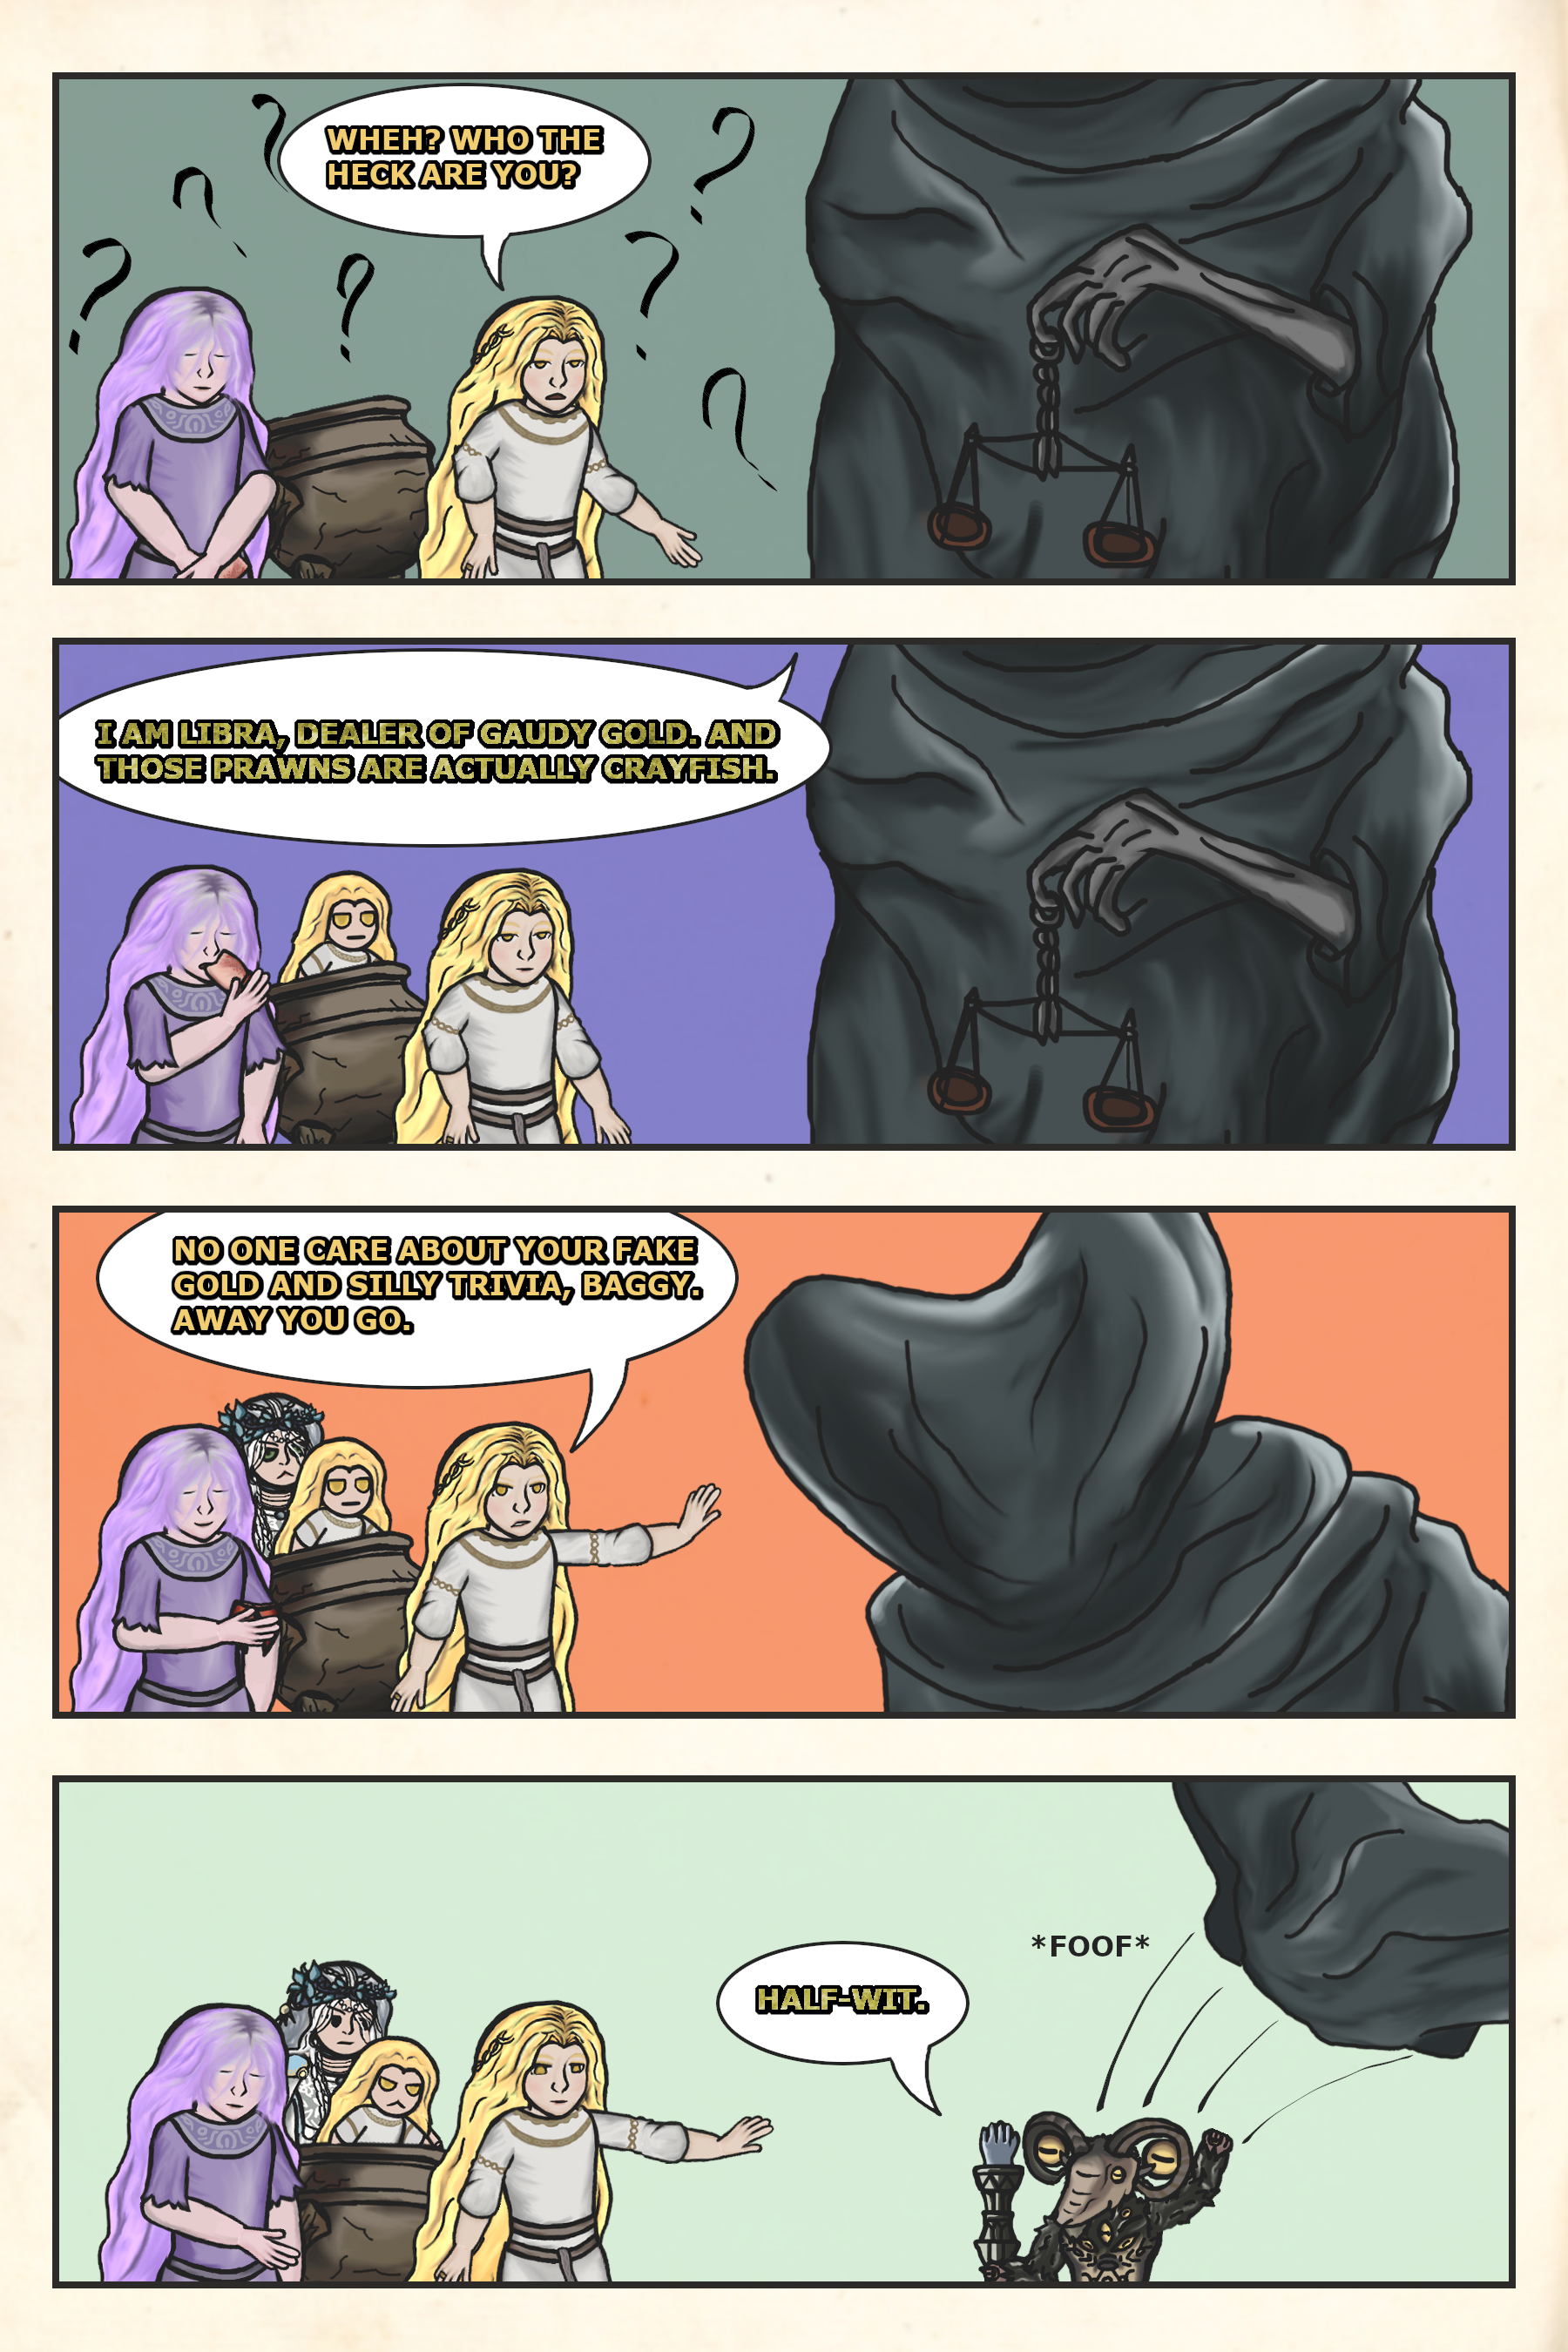 WHEH? WHO THE
HECK ARE YOU?
I AM LIBRA, DEALER OF GAUDY GOLD. AND
THOSE PRAWNS ARE ACTUALLY CRAYFISH.
NO ONE CARE ABOUT YOUR FAKE
GOLD AND SILLY TRIVIA, BAGGY.
AWAY YOU GO.
*FOOF*
HALF-WIT.